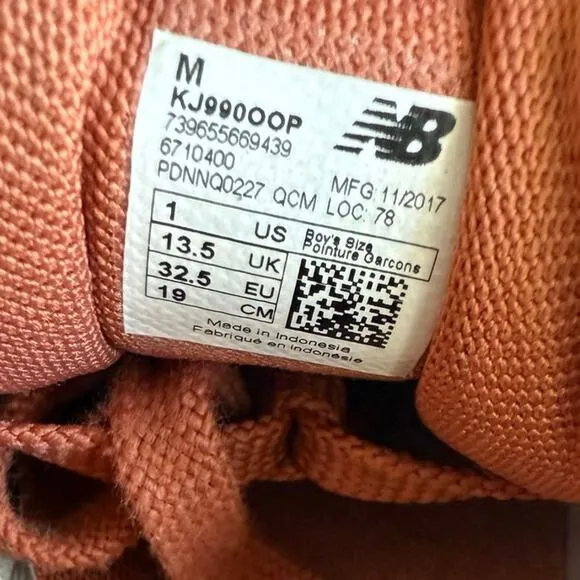 M
KJ990OOP
739655669439
6710400
PDNNQ0227 QCM
MFG: 11/2017
LOC: 78
NB
1 US Boy's Size
Pointure Garcons
13.5 UK
32.5 EU
19 CM
Made in Indonesia
Fabriqué en indonésie